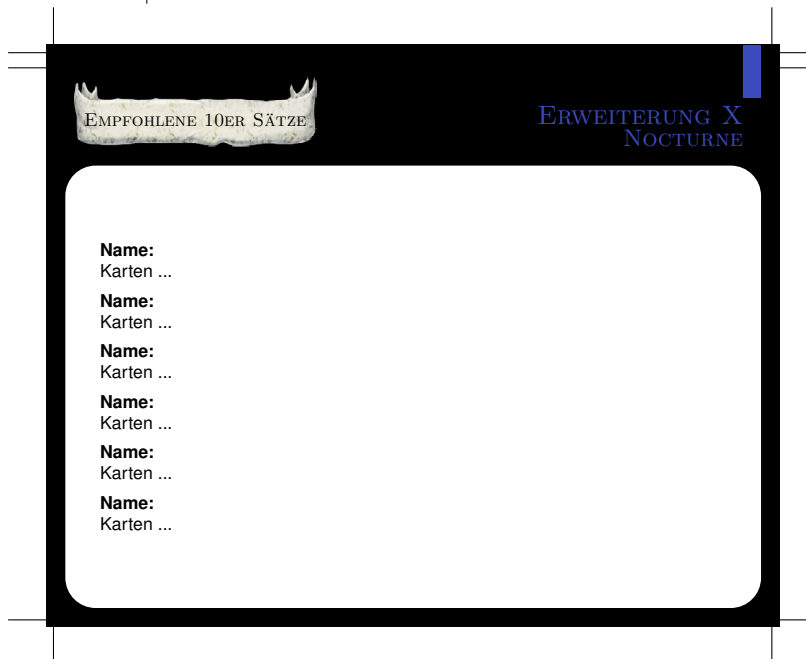 Empfohlene 10er Sätze
Erweiterung X
Nocturne
Name:
Karten ...
Name:
Karten ...
Name:
Karten ...
Name:
Karten ...
Name:
Karten ...
Name:
Karten ...